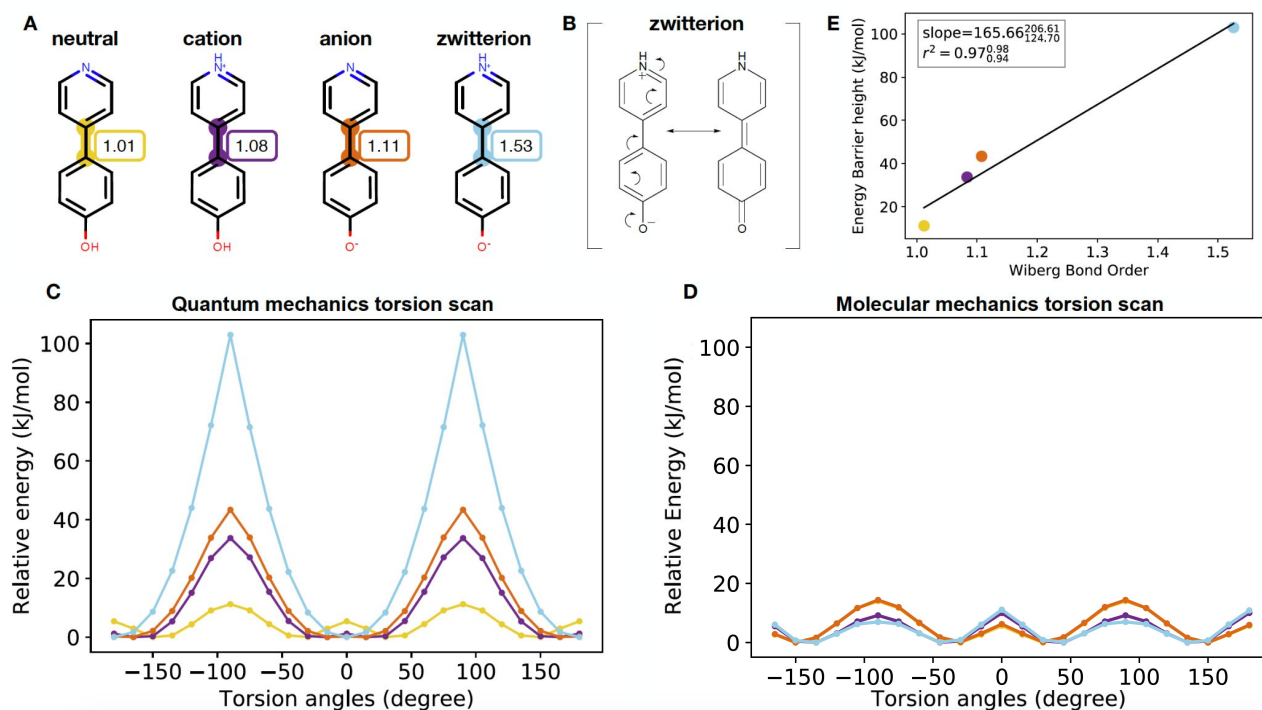 A
neutral
cation
anion
zwitterion
N
H
N+
N
H
N+
1.01
1.08
1.11
1.53
OH
OH
O-
O-
B
zwitterion
H
N
+
HN
O−
O
E
slope=165.66 206.61 124.70
r² = 0.97 0.98 0.94
Energy Barrier height (kJ/mol)
100
80
60
40
20
1.0 1.1 1.2 1.3 1.4 1.5
Wiberg Bond Order
C
Quantum mechanics torsion scan
Relative energy (kJ/mol)
100
80
60
40
20
0
−150 −100 −50 0 50 100 150
Torsion angles (degree)
D
Molecular mechanics torsion scan
Relative Energy (kJ/mol)
100
80
60
40
20
0
−150 −100 −50 0 50 100 150
Torsion angles (degree)